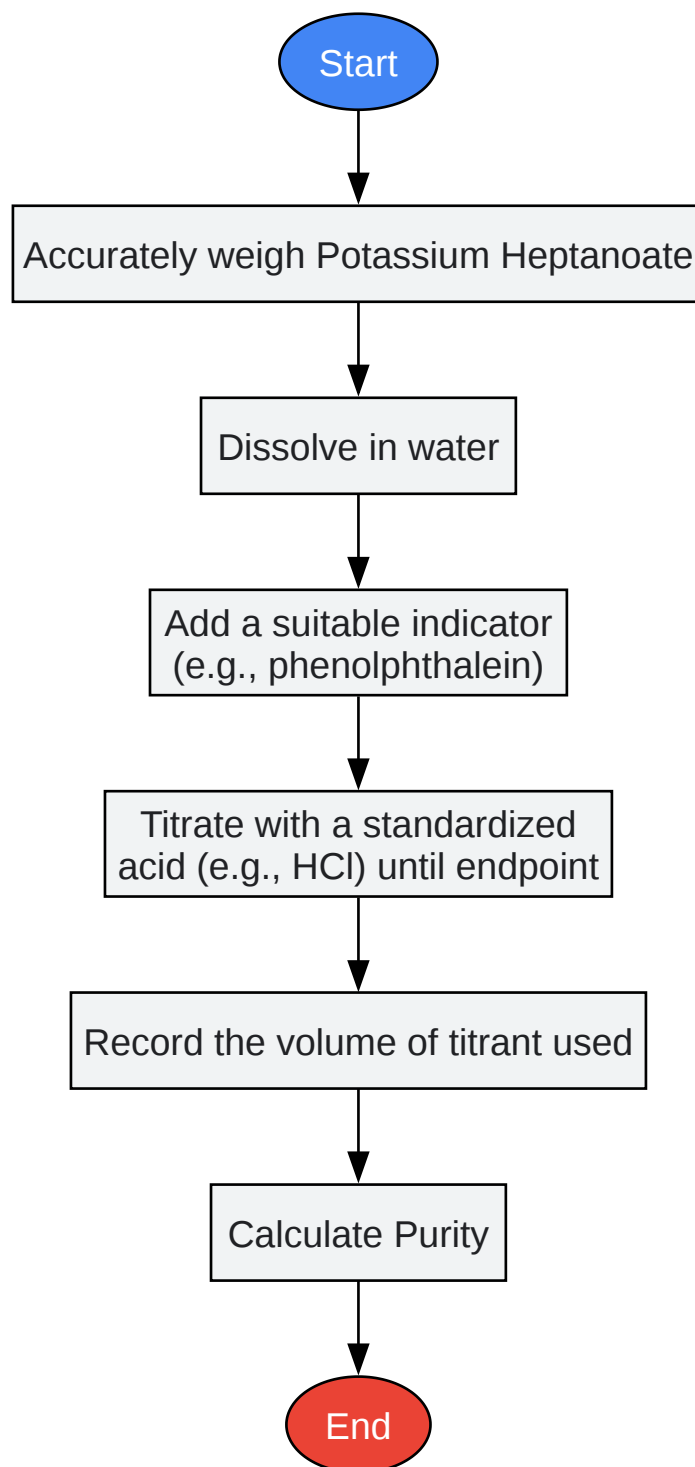 Start
Accurately weigh Potassium Heptanoate
Dissolve in water
Add a suitable indicator
(e.g., phenolphthalein)
Titrate with a standardized
acid (e.g., HCl) until endpoint
Record the volume of titrant used
Calculate Purity
End